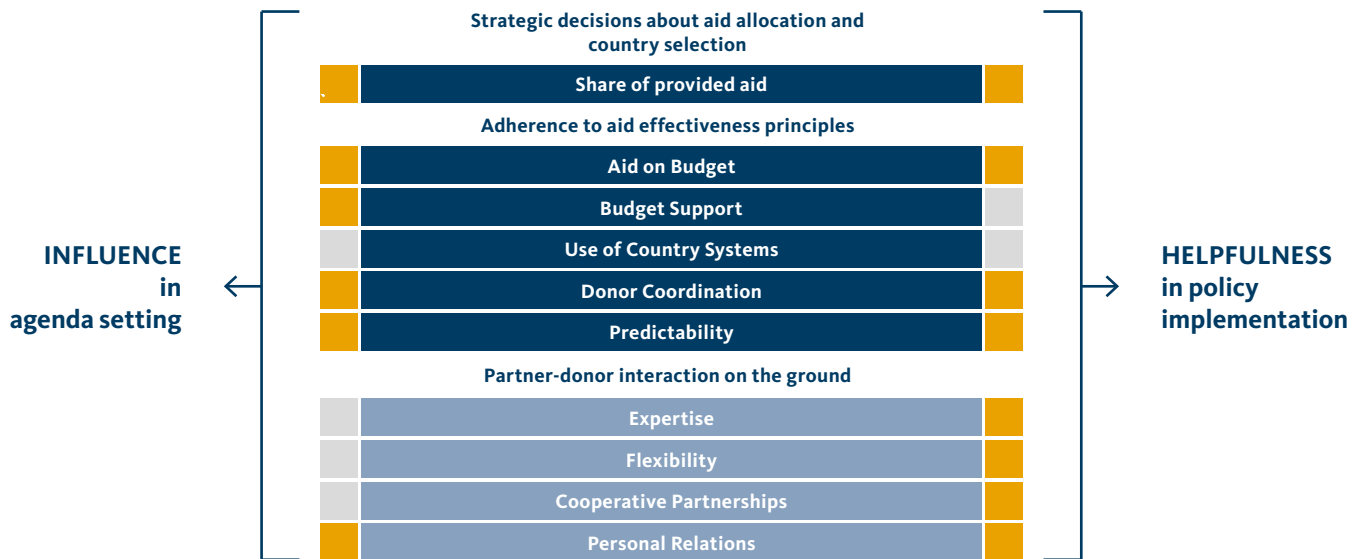 Strategic decisions about aid allocation and
country selection
Share of provided aid
Adherence to aid effectiveness principles
Aid on Budget
Budget Support
Use of Country Systems
Donor Coordination
Predictability
INFLUENCE
in
agenda setting
HELPFULNESS
in policy
implementation
Partner-donor interaction on the ground
Expertise
Flexibility
Cooperative Partnerships
Personal Relations